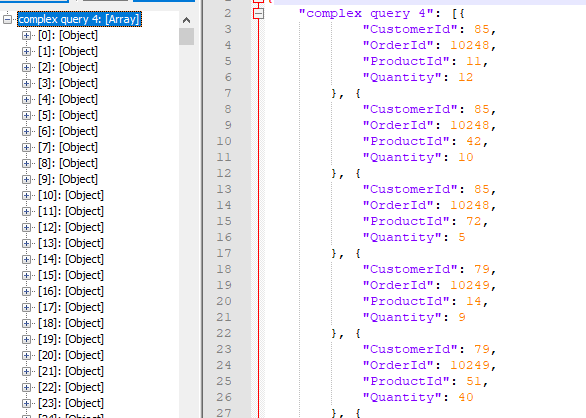 complex query 4: [Array]
[0]: [Object]
[1]: [Object]
[2]: [Object]
[3]: [Object]
[4]: [Object]
[5]: [Object]
[6]: [Object]
[7]: [Object]
[8]: [Object]
[9]: [Object]
[10]: [Object]
[11]: [Object]
[12]: [Object]
[13]: [Object]
[14]: [Object]
[15]: [Object]
[16]: [Object]
[17]: [Object]
[18]: [Object]
[19]: [Object]
[20]: [Object]
[21]: [Object]
[22]: [Object]
[23]: [Object]
2 "complex query 4": [{
3 "CustomerId": 85,
4 "OrderId": 10248,
5 "ProductId": 11,
6 "Quantity": 12
7 }, {
8 "CustomerId": 85,
9 "OrderId": 10248,
10 "ProductId": 42,
11 "Quantity": 10
12 }, {
13 "CustomerId": 85,
14 "OrderId": 10248,
15 "ProductId": 72,
16 "Quantity": 5
17 }, {
18 "CustomerId": 79,
19 "OrderId": 10249,
20 "ProductId": 14,
21 "Quantity": 9
22 }, {
23 "CustomerId": 79,
24 "OrderId": 10249,
25 "ProductId": 51,
26 "Quantity": 40
27 }, {